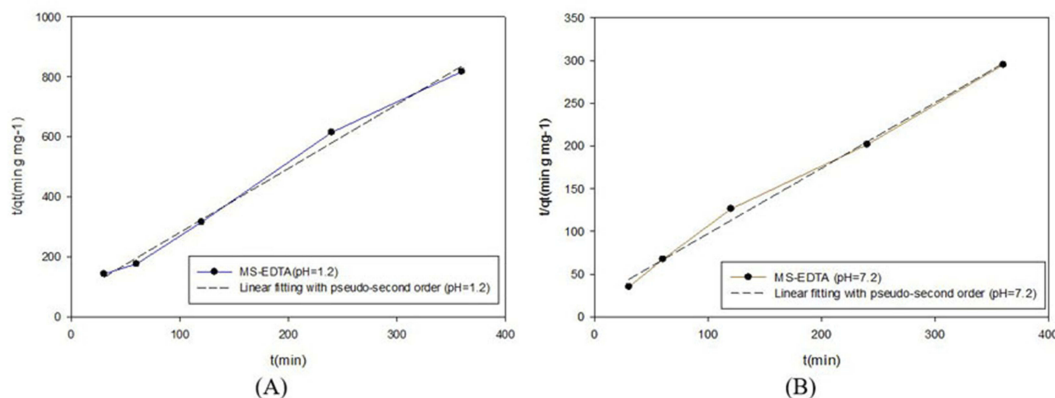 1000
800
600
400
200
0
t/qt(min g mg-1)
0 100 200 300 400
t(min)
MS-EDTA(pH=1.2)
Linear fitting with pseudo-second order (pH=1.2)
(A)
350
300
250
200
150
100
50
0
t/qt(min g mg-1)
0 100 200 300 400
t(min)
MS-EDTA (pH=7.2)
Linear fitting with pseudo-second order (pH=7.2)
(B)